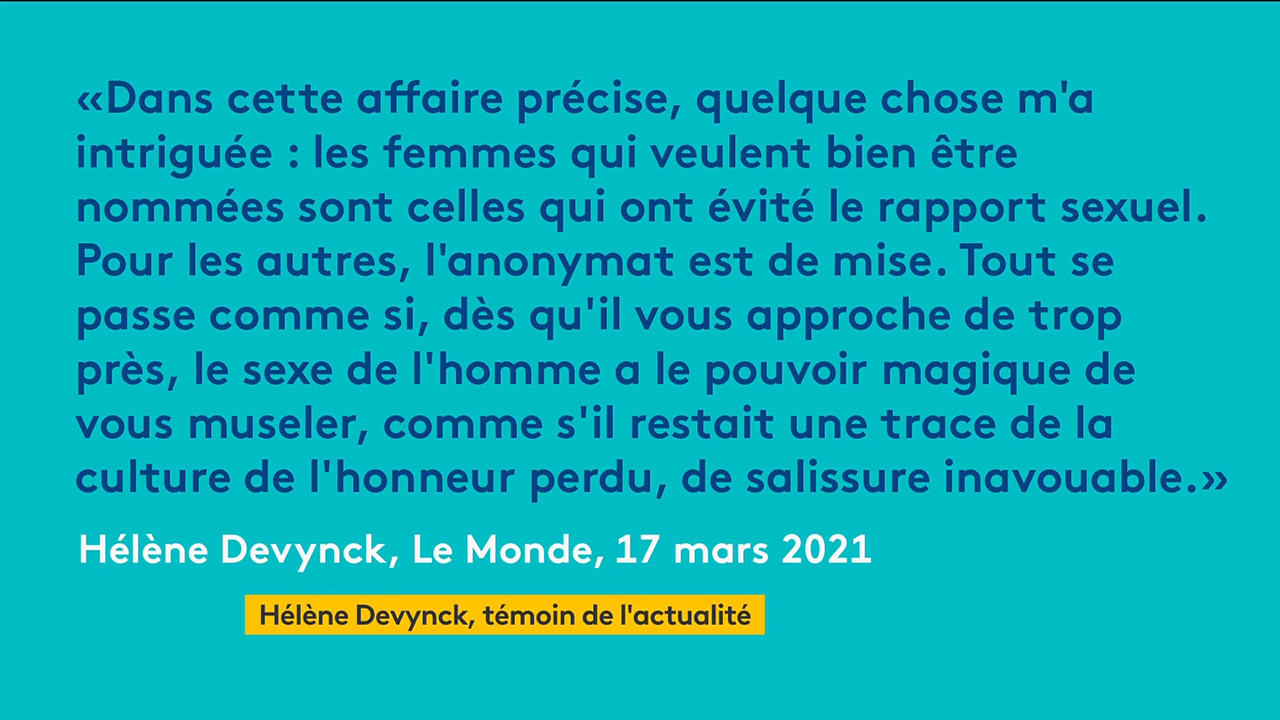 «Dans cette affaire précise, quelque chose m'a
intriguée : les femmes qui veulent bien être
nommées sont celles qui ont évité le rapport sexuel.
Pour les autres, l'anonymat est de mise. Tout se
passe comme si, dès qu'il vous approche de trop
près, le sexe de l'homme a le pouvoir magique de
vous museler, comme s'il restait une trace de la
culture de l'honneur perdu, de salissure inavouable.»
Hélène Devynck, Le Monde, 17 mars 2021
Hélène Devynck, témoin de l'actualité